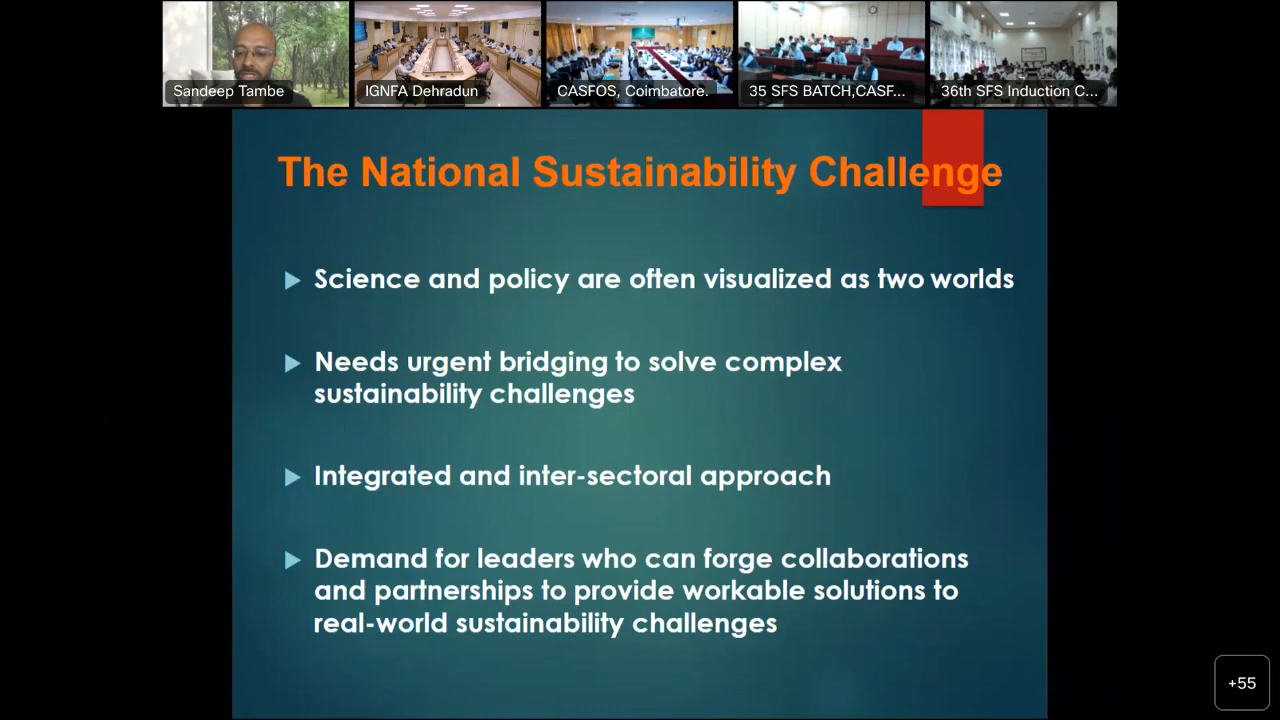 Sandeep Tambe
IGNFA Dehradun
CASFOS, Coimbatore.
35 SFS BATCH,CASF...
36th SFS Induction C...
The National Sustainability Challenge
Science and policy are often visualized as two worlds
Needs urgent bridging to solve complex
sustainability challenges
Integrated and inter-sectoral approach
Demand for leaders who can forge collaborations
and partnerships to provide workable solutions to
real-world sustainability challenges
+55